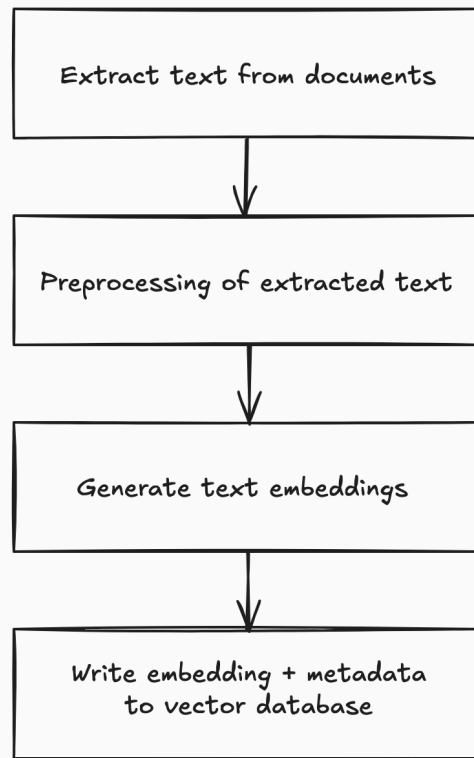 Extract text from documents
Preprocessing of extracted text
Generate text embeddings
Write embedding + metadata
to vector database